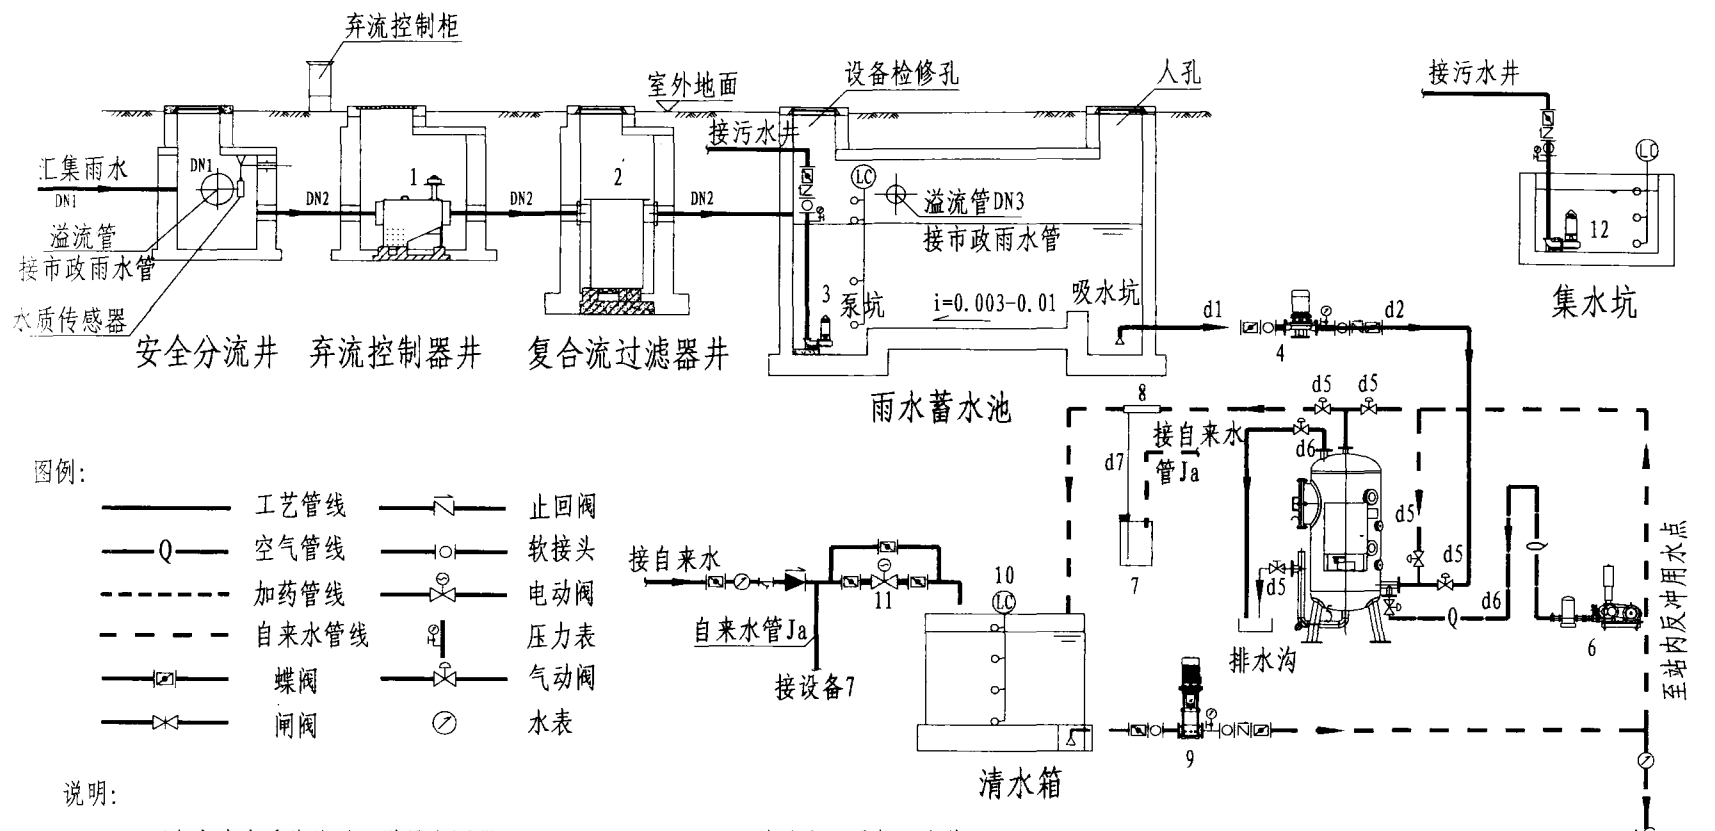 弃流控制柜
室外地面
设备检修孔
人孔
接污水井
接污水井
汇集雨水
DN1
DN1
DN2
1
DN2
2
DN2
LC
溢流管DN3
接市政雨水管
溢流管
接市政雨水管
水质传感器
3
泵坑
i=0.003-0.01
吸水坑
d1
4
d2
12
集水坑
安全分流井
弃流控制器井
复合流过滤器井
雨水蓄水池
8
d5
d5
d6
接自来水
管Ja
d7
7
d5
d5
d5
排水沟
Q
d6
Q
6
至站内反冲用水点
图例:
工艺管线
止回阀
Q
空气管线
软接头
加药管线
电动阀
自来水管线
压力表
蝶阀
气动阀
闸阀
水表
接自来水
11
自来水管Ja
接设备7
10
LC
9
清水箱
说明: